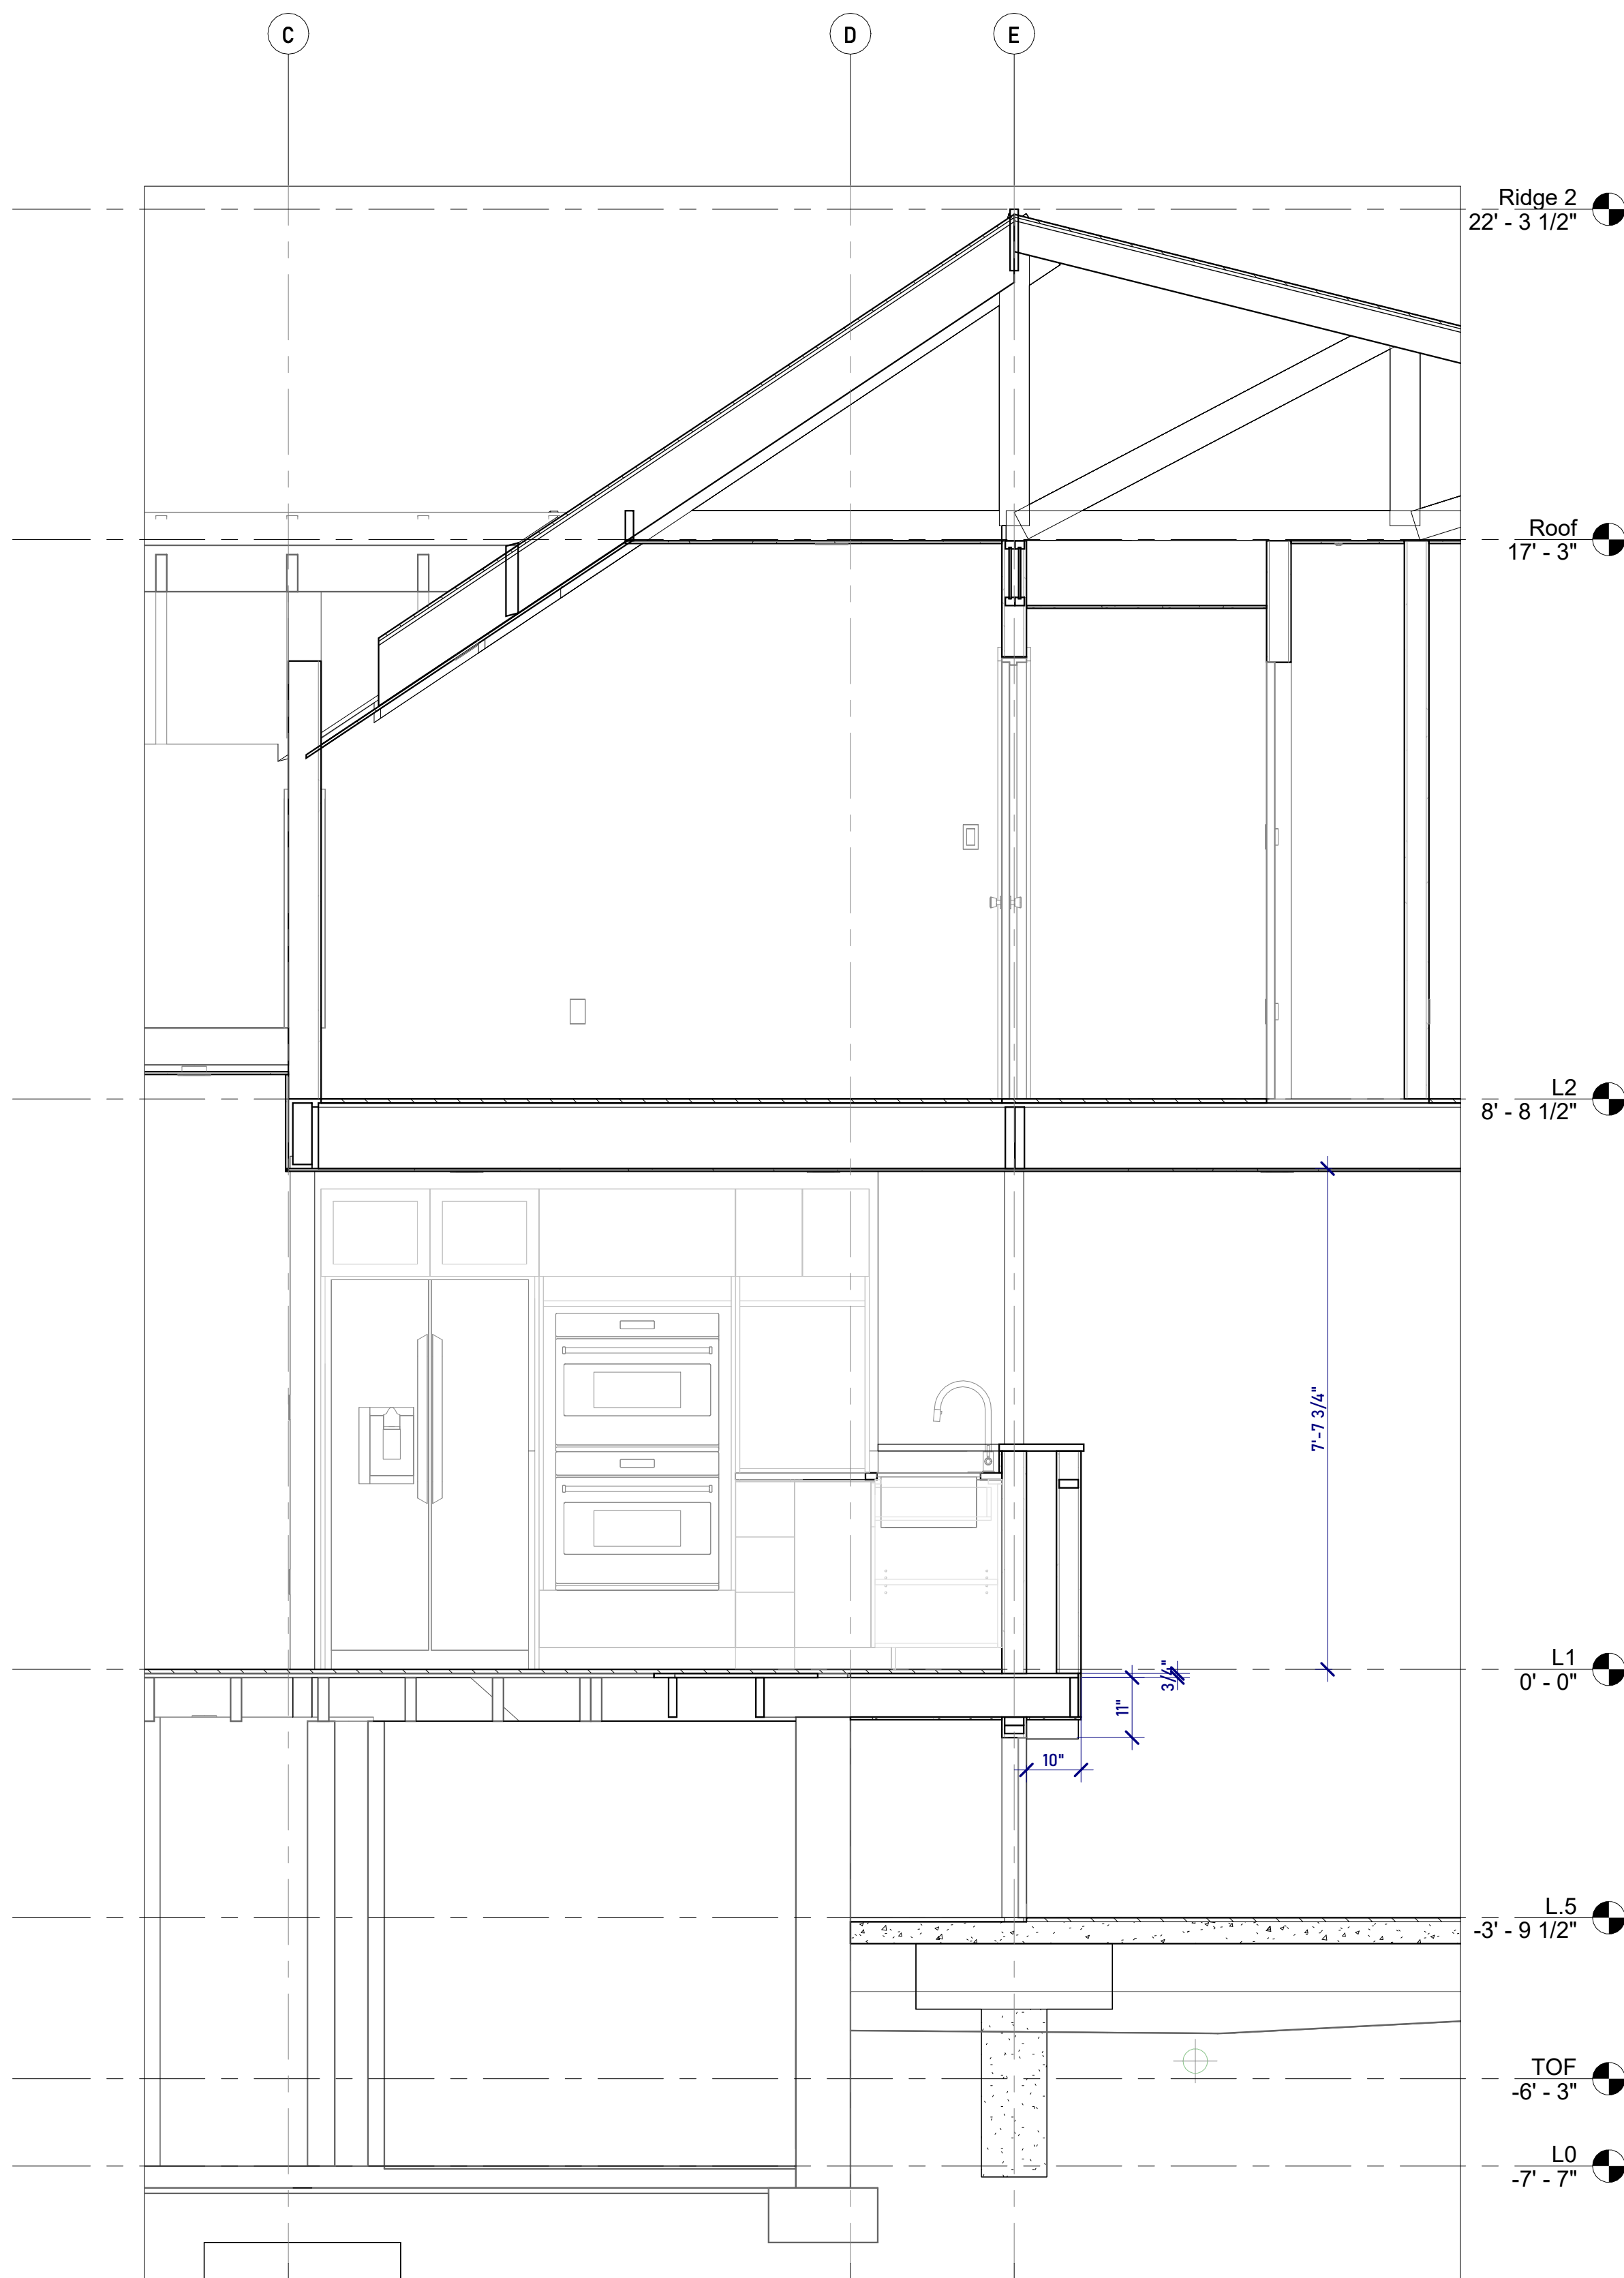 C
D
E
Ridge 2
22' - 3 1/2"
Roof
17' - 3"
L2
8' - 8 1/2"
7'-7 3/4"
L1
0' - 0"
3/4"
11"
10"
L.5
-3' - 9 1/2"
TOF
-6' - 3"
L0
-7' - 7"